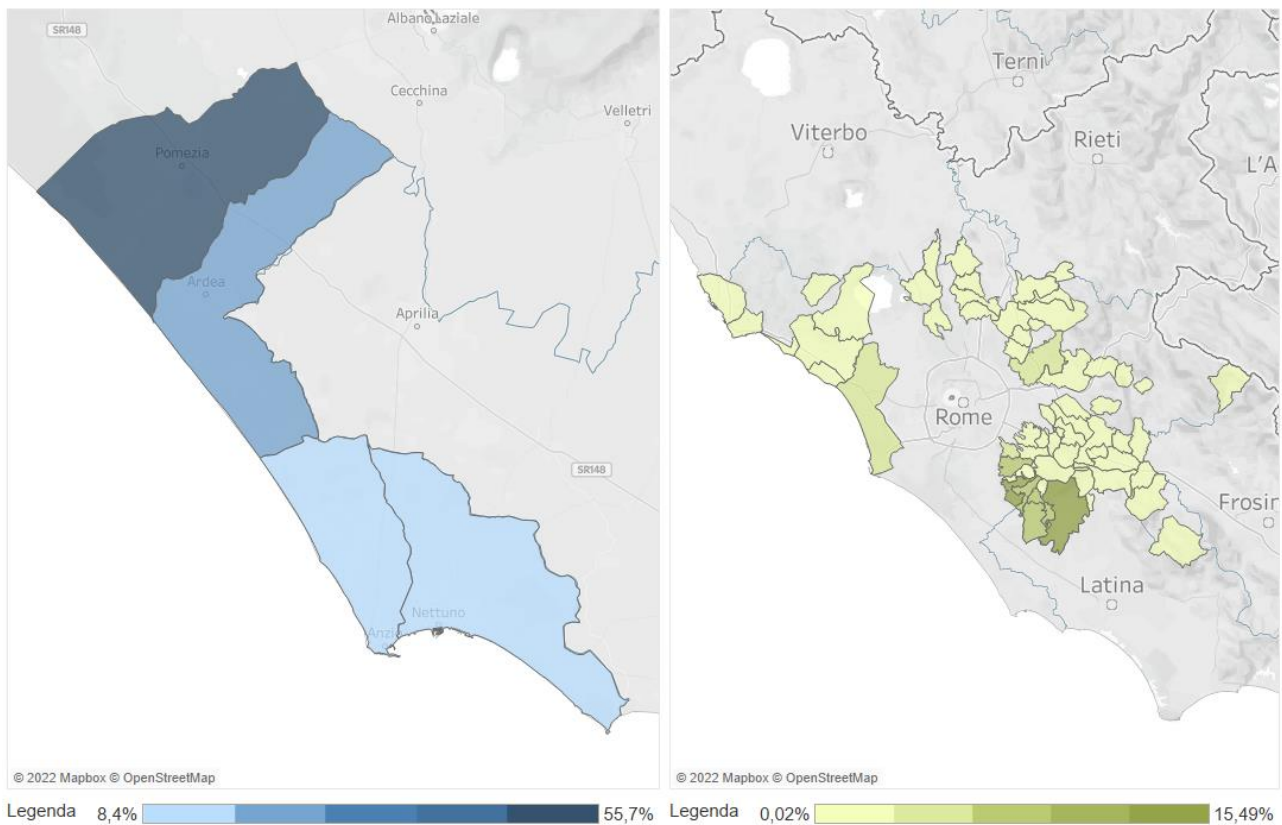 Albano Laziale
SR148
Cecchina
Velletri
Pomezia
Ardea
Aprilia
SR148
Nettuno
Anzio
© 2022 Mapbox © OpenStreetMap
Legenda 8,4% 55,7%
Terni
Viterbo
Rieti
L'A
Rome
Frosin
Latina
© 2022 Mapbox © OpenStreetMap
Legenda 0,02% 15,49%